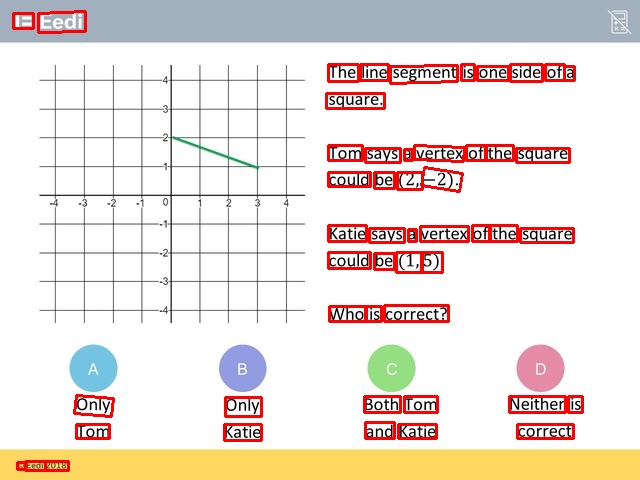 Eedi
The line segment is one side of a
square.
Tom says a vertex of the square
could be (2, −2).
Katie says a vertex of the square
could be (1, 5)
Who is correct?
4
3
2
1
-4 -3 -2 -1 0 1 2 3 4
-1
-2
-3
-4
A B C D
Only Only Both Tom Neither is
Tom Katie and Katie correct
Eedi 2018